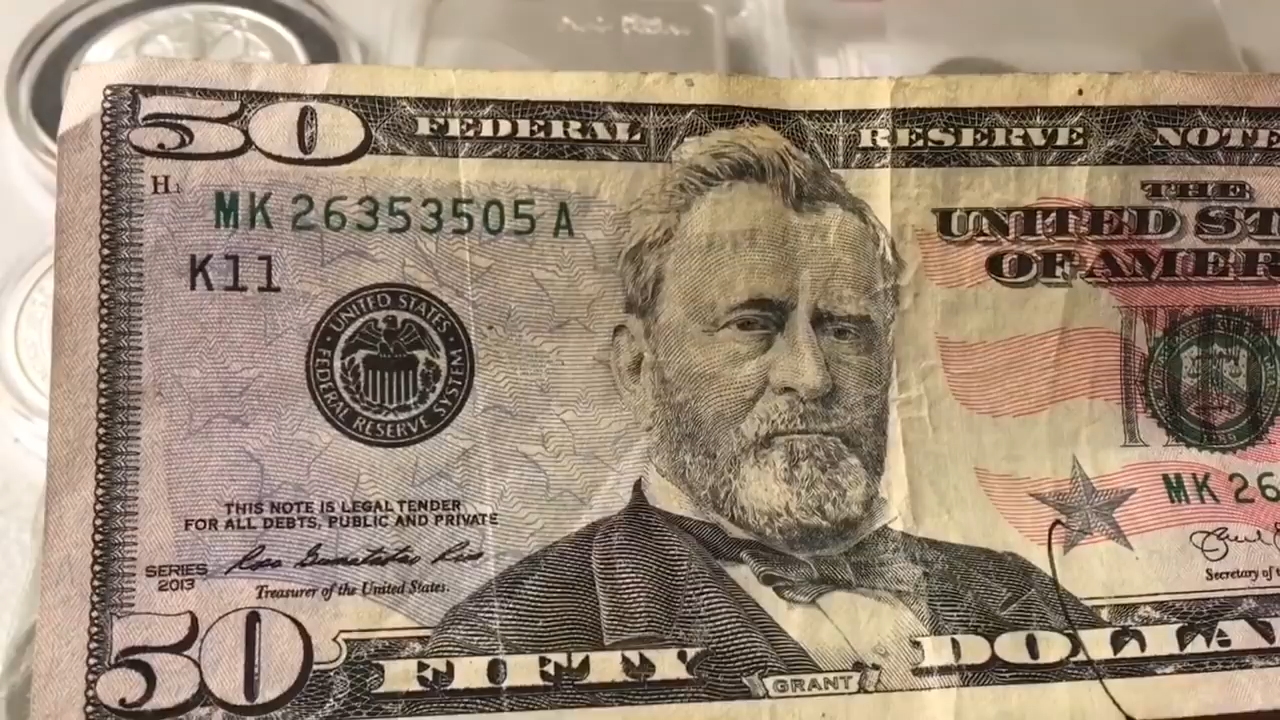 50 FEDERAL RESERVE NOTE
THE
UNITED ST
OF AMER
H1
MK 26353505 A
K11
UNITED STATES FEDERAL RESERVE SYSTEM
THIS NOTE IS LEGAL TENDER
FOR ALL DEBTS, PUBLIC AND PRIVATE
MK 26
SERIES
2013
Treasurer of the United States.
Secretary of
50 FIFTY DOLLA
GRANT